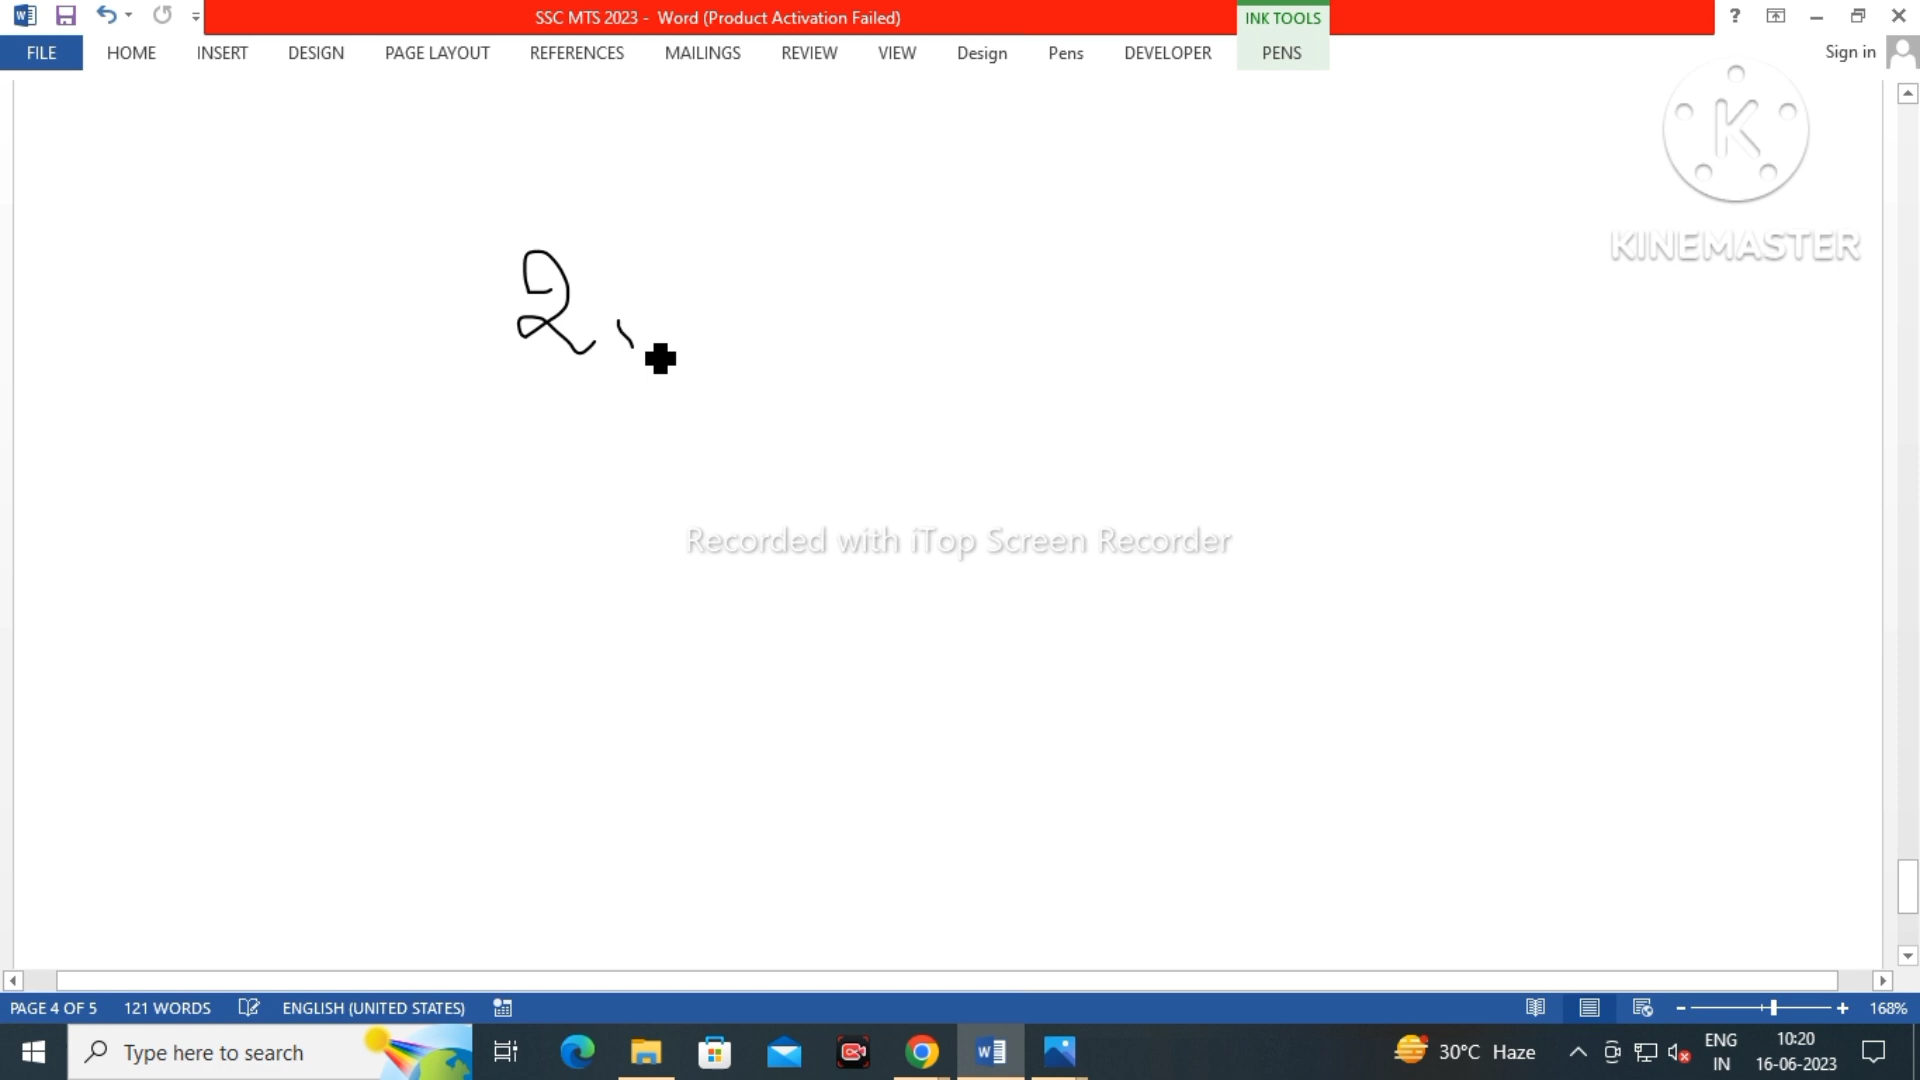 SSC MTS 2023 - Word (Product Activation Failed)
INK TOOLS
?
FILE HOME INSERT DESIGN PAGE LAYOUT REFERENCES MAILINGS REVIEW VIEW Design Pens DEVELOPER PENS
Sign in
K
KINEMASTER
2
Recorded with iTop Screen Recorder
PAGE 4 OF 5 121 WORDS ENGLISH (UNITED STATES) 168%
Type here to search
30°C Haze
ENG
IN
10:20
16-06-2023